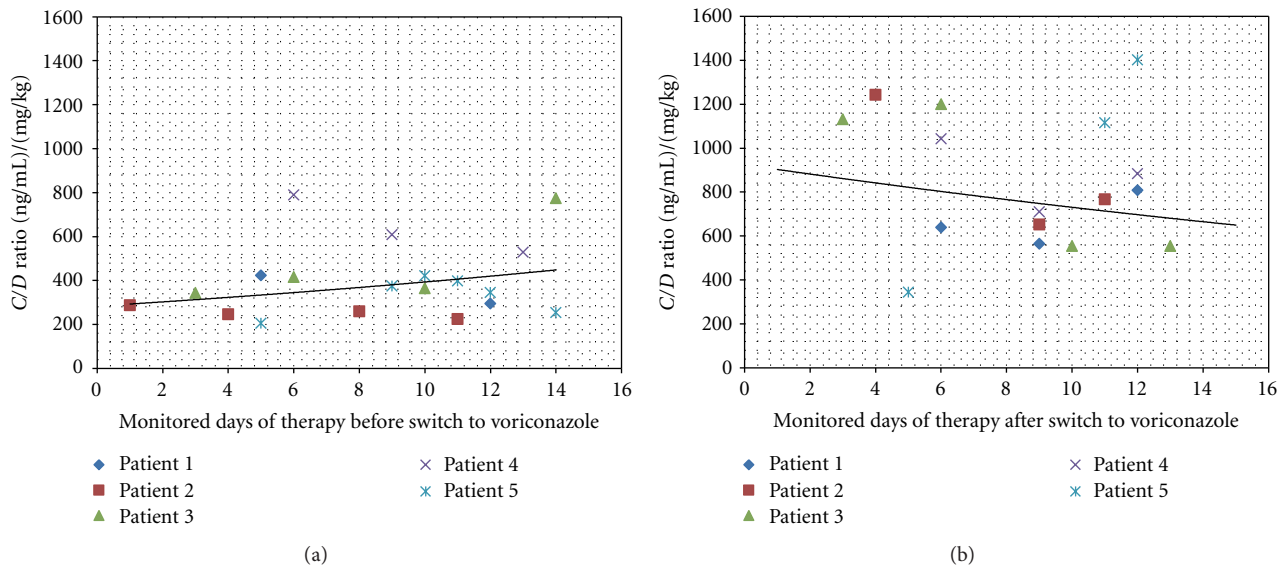 1600
1400
1200
1000
800
600
400
200
0
C/D ratio (ng/mL)/(mg/kg)
0 2 4 6 8 10 12 14 16
Monitored days of therapy before switch to voriconazole
Patient 1
Patient 2
Patient 3
Patient 4
Patient 5
(a)
1600
1400
1200
1000
800
600
400
200
0
C/D ratio (ng/mL)/(mg/kg)
0 2 4 6 8 10 12 14 16
Monitored days of therapy after switch to voriconazole
Patient 1
Patient 2
Patient 3
Patient 4
Patient 5
(b)